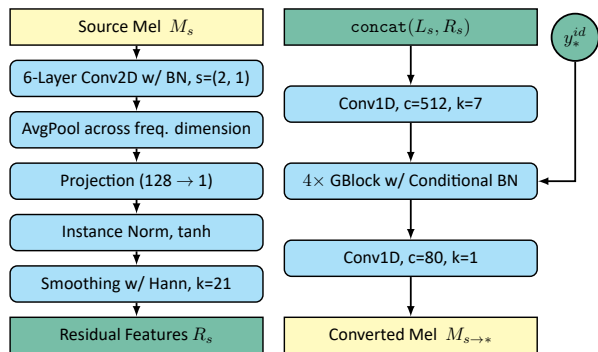 Source Mel M_s
6-Layer Conv2D w/ BN, s=(2, 1)
AvgPool across freq. dimension
Projection (128 → 1)
Instance Norm, tanh
Smoothing w/ Hann, k=21
Residual Features R_s
concat(L_s, R_s)
y_*^{id}
Conv1D, c=512, k=7
4× GBlock w/ Conditional BN
Conv1D, c=80, k=1
Converted Mel M_{s→*}